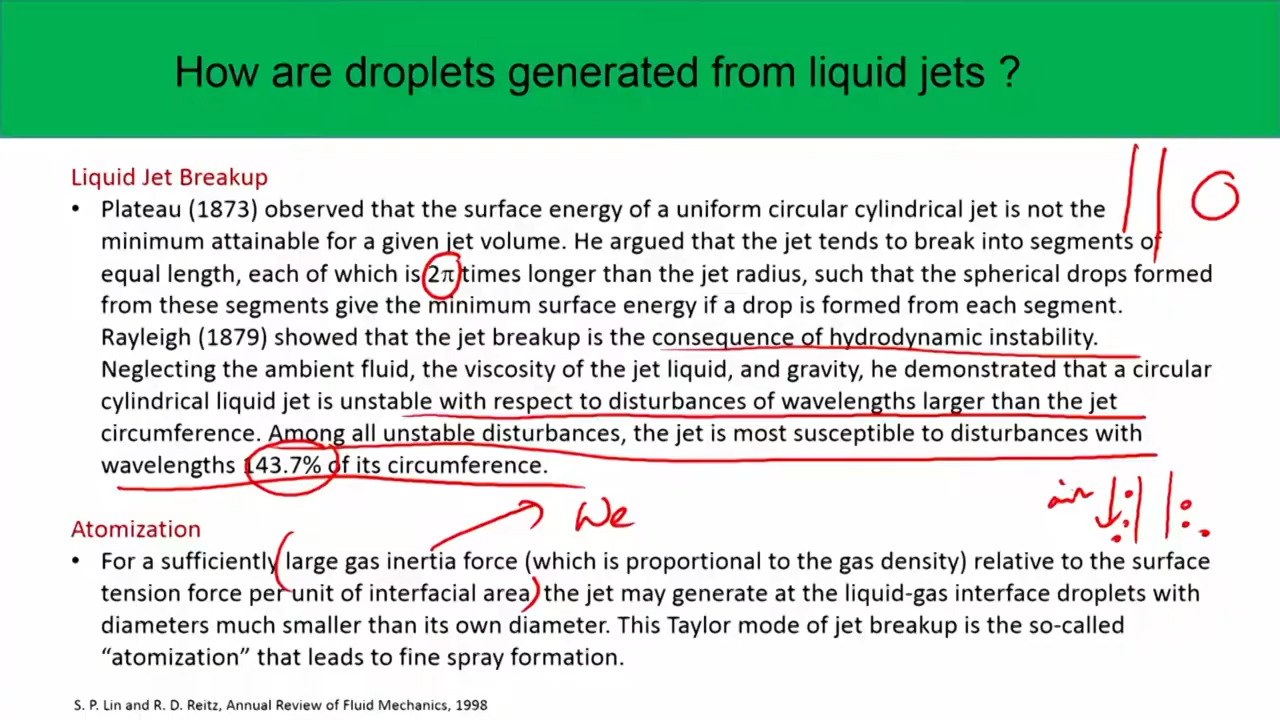 How are droplets generated from liquid jets ?
Liquid Jet Breakup
• Plateau (1873) observed that the surface energy of a uniform circular cylindrical jet is not the
minimum attainable for a given jet volume. He argued that the jet tends to break into segments of
equal length, each of which is 2π times longer than the jet radius, such that the spherical drops formed
from these segments give the minimum surface energy if a drop is formed from each segment.
Rayleigh (1879) showed that the jet breakup is the consequence of hydrodynamic instability.
Neglecting the ambient fluid, the viscosity of the jet liquid, and gravity, he demonstrated that a circular
cylindrical liquid jet is unstable with respect to disturbances of wavelengths larger than the jet
circumference. Among all unstable disturbances, the jet is most susceptible to disturbances with
wavelengths 143.7% of its circumference.
air
We
Atomization
• For a sufficiently large gas inertia force (which is proportional to the gas density) relative to the surface
tension force per unit of interfacial area, the jet may generate at the liquid-gas interface droplets with
diameters much smaller than its own diameter. This Taylor mode of jet breakup is the so-called
“atomization” that leads to fine spray formation.
S. P. Lin and R. D. Reitz, Annual Review of Fluid Mechanics, 1998